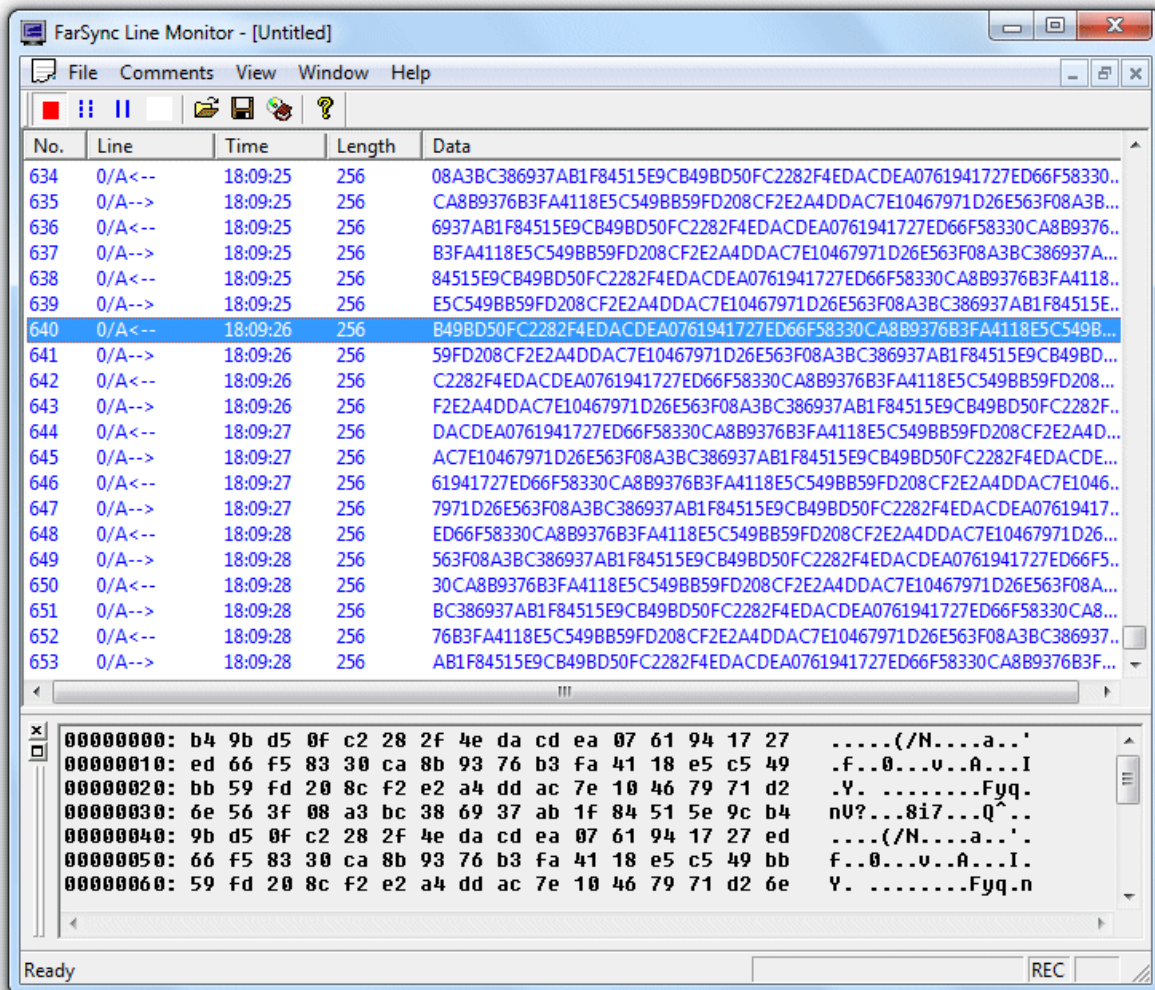 FarSync Line Monitor - [Untitled]
File Comments View Window Help
No. Line Time Length Data
634 0/A<-- 18:09:25 256 08A3BC386937AB1F84515E9CB49BD50FC2282F4EDACDEA0761941727ED66F58330..
635 0/A--> 18:09:25 256 CA8B9376B3FA4118E5C549BB59FD208CF2E2A4DDAC7E10467971D26E563F08A3B...
636 0/A<-- 18:09:25 256 6937AB1F84515E9CB49BD50FC2282F4EDACDEA0761941727ED66F58330CA8B9376...
637 0/A--> 18:09:25 256 B3FA4118E5C549BB59FD208CF2E2A4DDAC7E10467971D26E563F08A3BC386937A...
638 0/A<-- 18:09:25 256 84515E9CB49BD50FC2282F4EDACDEA0761941727ED66F58330CA8B9376B3FA4118...
639 0/A--> 18:09:25 256 E5C549BB59FD208CF2E2A4DDAC7E10467971D26E563F08A3BC386937AB1F84515E..
640 0/A<-- 18:09:26 256 B49BD50FC2282F4EDACDEA0761941727ED66F58330CA8B9376B3FA4118E5C549B...
641 0/A--> 18:09:26 256 59FD208CF2E2A4DDAC7E10467971D26E563F08A3BC386937AB1F84515E9CB49BD...
642 0/A<-- 18:09:26 256 C2282F4EDACDEA0761941727ED66F58330CA8B9376B3FA4118E5C549BB59FD208...
643 0/A--> 18:09:26 256 F2E2A4DDAC7E10467971D26E563F08A3BC386937AB1F84515E9CB49BD50FC2282F..
644 0/A<-- 18:09:27 256 DACDEA0761941727ED66F58330CA8B9376B3FA4118E5C549BB59FD208CF2E2A4D...
645 0/A--> 18:09:27 256 AC7E10467971D26E563F08A3BC386937AB1F84515E9CB49BD50FC2282F4EDACDE...
646 0/A<-- 18:09:27 256 61941727ED66F58330CA8B9376B3FA4118E5C549BB59FD208CF2E2A4DDAC7E1046...
647 0/A--> 18:09:27 256 7971D26E563F08A3BC386937AB1F84515E9CB49BD50FC2282F4EDACDEA07619417..
648 0/A<-- 18:09:28 256 ED66F58330CA8B9376B3FA4118E5C549BB59FD208CF2E2A4DDAC7E10467971D26...
649 0/A--> 18:09:28 256 563F08A3BC386937AB1F84515E9CB49BD50FC2282F4EDACDEA0761941727ED66F5...
650 0/A<-- 18:09:28 256 30CA8B9376B3FA4118E5C549BB59FD208CF2E2A4DDAC7E10467971D26E563F08A...
651 0/A--> 18:09:28 256 BC386937AB1F84515E9CB49BD50FC2282F4EDACDEA0761941727ED66F58330CA8...
652 0/A<-- 18:09:28 256 76B3FA4118E5C549BB59FD208CF2E2A4DDAC7E10467971D26E563F08A3BC386937..
653 0/A--> 18:09:28 256 AB1F84515E9CB49BD50FC2282F4EDACDEA0761941727ED66F58330CA8B9376B3F...
00000000: b4 9b d5 0f c2 28 2f 4e da cd ea 07 61 94 17 27 .....(/N....a..'
00000010: ed 66 f5 83 30 ca 8b 93 76 b3 fa 41 18 e5 c5 49 .f..0...v..A...I
00000020: bb 59 fd 20 8c f2 e2 a4 dd ac 7e 10 46 79 71 d2 .Y. ........Fyq.
00000030: 6e 56 3f 08 a3 bc 38 69 37 ab 1f 84 51 5e 9c b4 nV?...8i7...Q^..
00000040: 9b d5 0f c2 28 2f 4e da cd ea 07 61 94 17 27 ed ....(/N....a..'.
00000050: 66 f5 83 30 ca 8b 93 76 b3 fa 41 18 e5 c5 49 bb f..0...v..A...I.
00000060: 59 fd 20 8c f2 e2 a4 dd ac 7e 10 46 79 71 d2 6e Y. ........Fyq.n
Ready REC